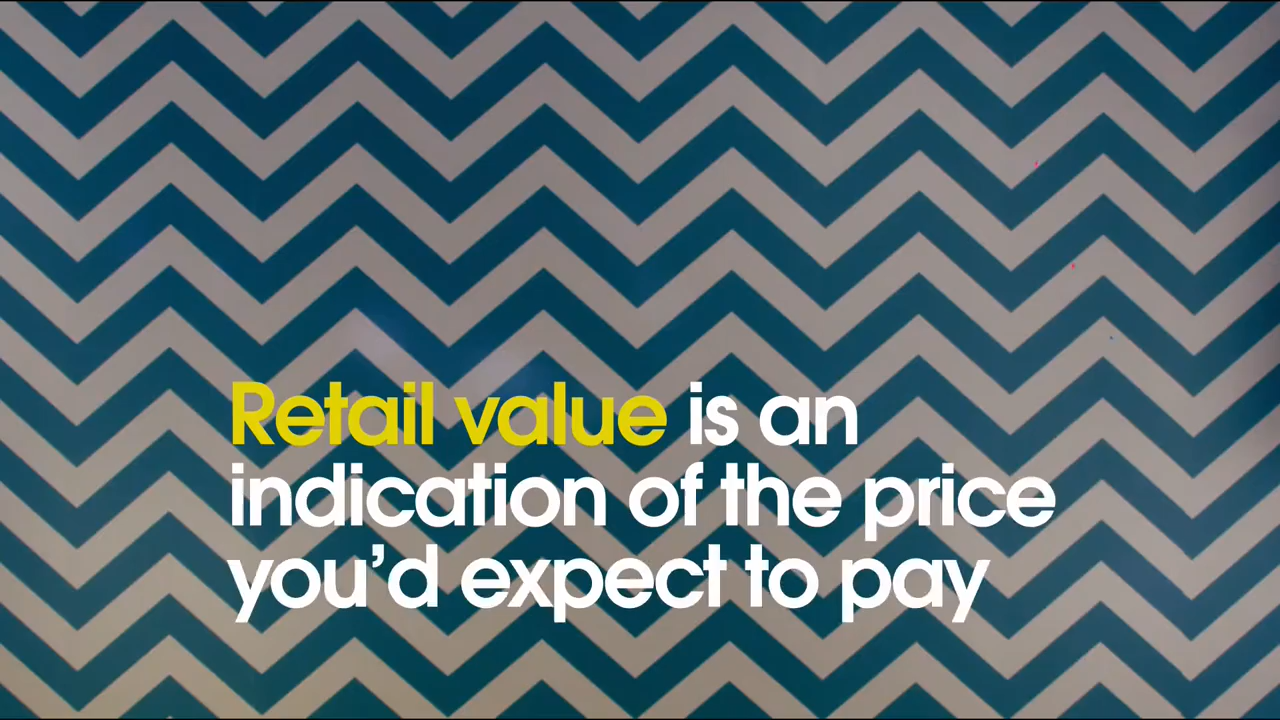 Retail value is an
indication of the price
you'd expect to pay